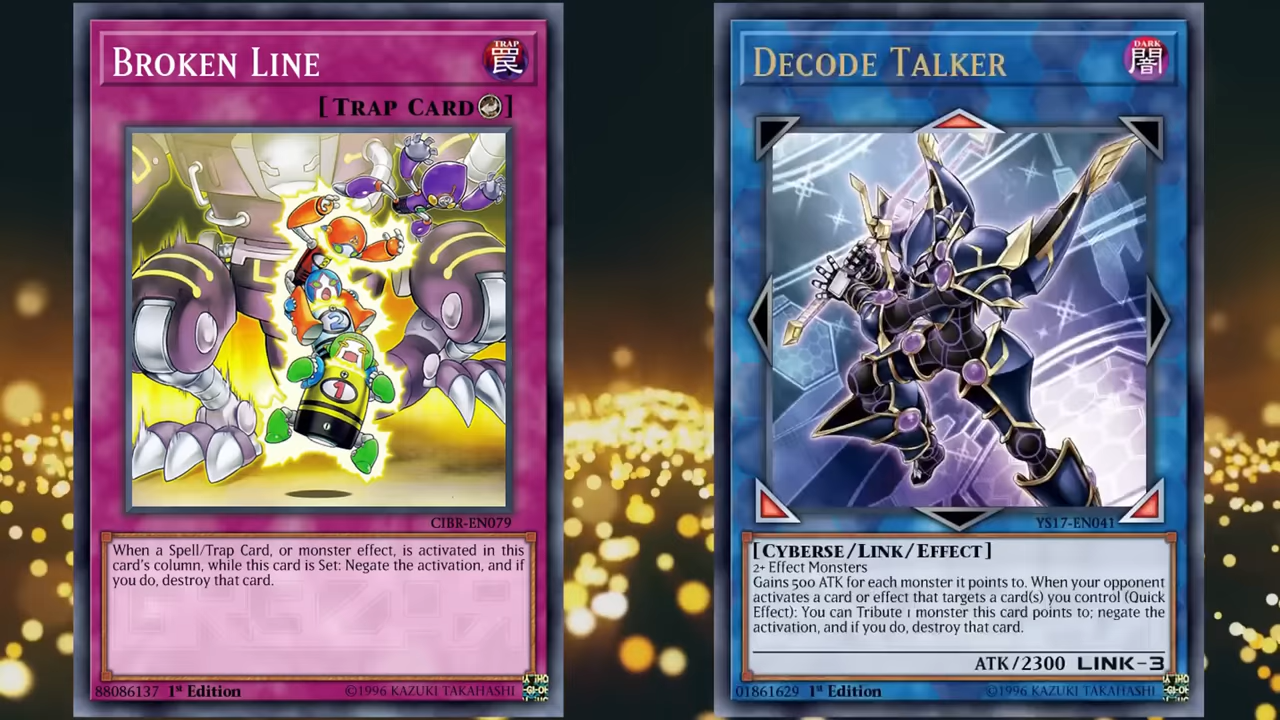 BROKEN LINE
TRAP
罠
[TRAP CARD]
2
1
CIBR-EN079
When a Spell/Trap Card, or monster effect, is activated in this
card's column, while this card is Set: Negate the activation, and if
you do, destroy that card.
88086137 1st Edition ©1996 KAZUKI TAKAHASHI
DECODE TALKER
DARK
闇
YS17-EN041
[CYBERSE/LINK/EFFECT]
2+ Effect Monsters
Gains 500 ATK for each monster it points to. When your opponent
activates a card or effect that targets a card(s) you control (Quick
Effect): You can Tribute 1 monster this card points to; negate the
activation, and if you do, destroy that card.
ATK/2300 LINK-3
01861629 1st Edition ©1996 KAZUKI TAKAHASHI